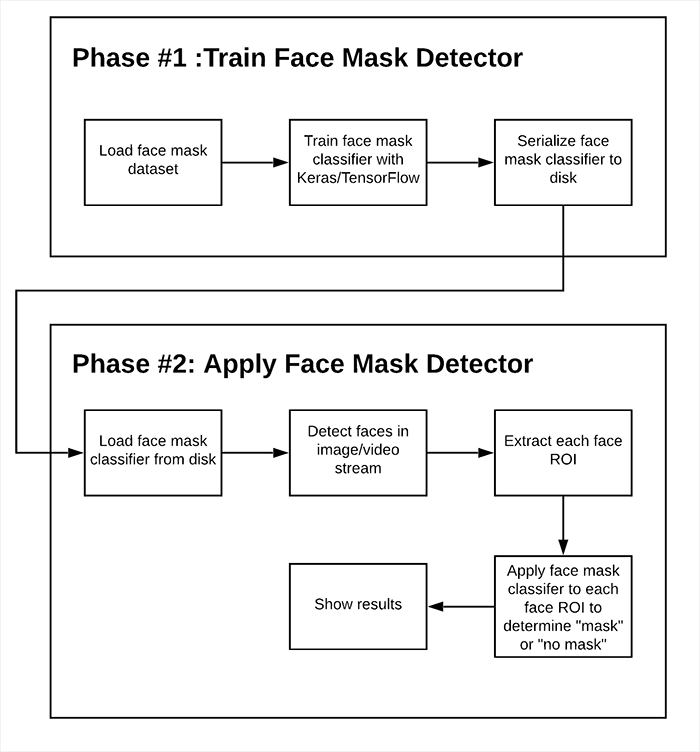 Phase #1 :Train Face Mask Detector
Load face mask
dataset
Train face mask
classifier with
Keras/TensorFlow
Serialize face
mask classifier to
disk
Phase #2: Apply Face Mask Detector
Load face mask
classifier from disk
Detect faces in
image/video
stream
Extract each face
ROI
Apply face mask
classifer to each
face ROI to
determine "mask"
or "no mask"
Show results